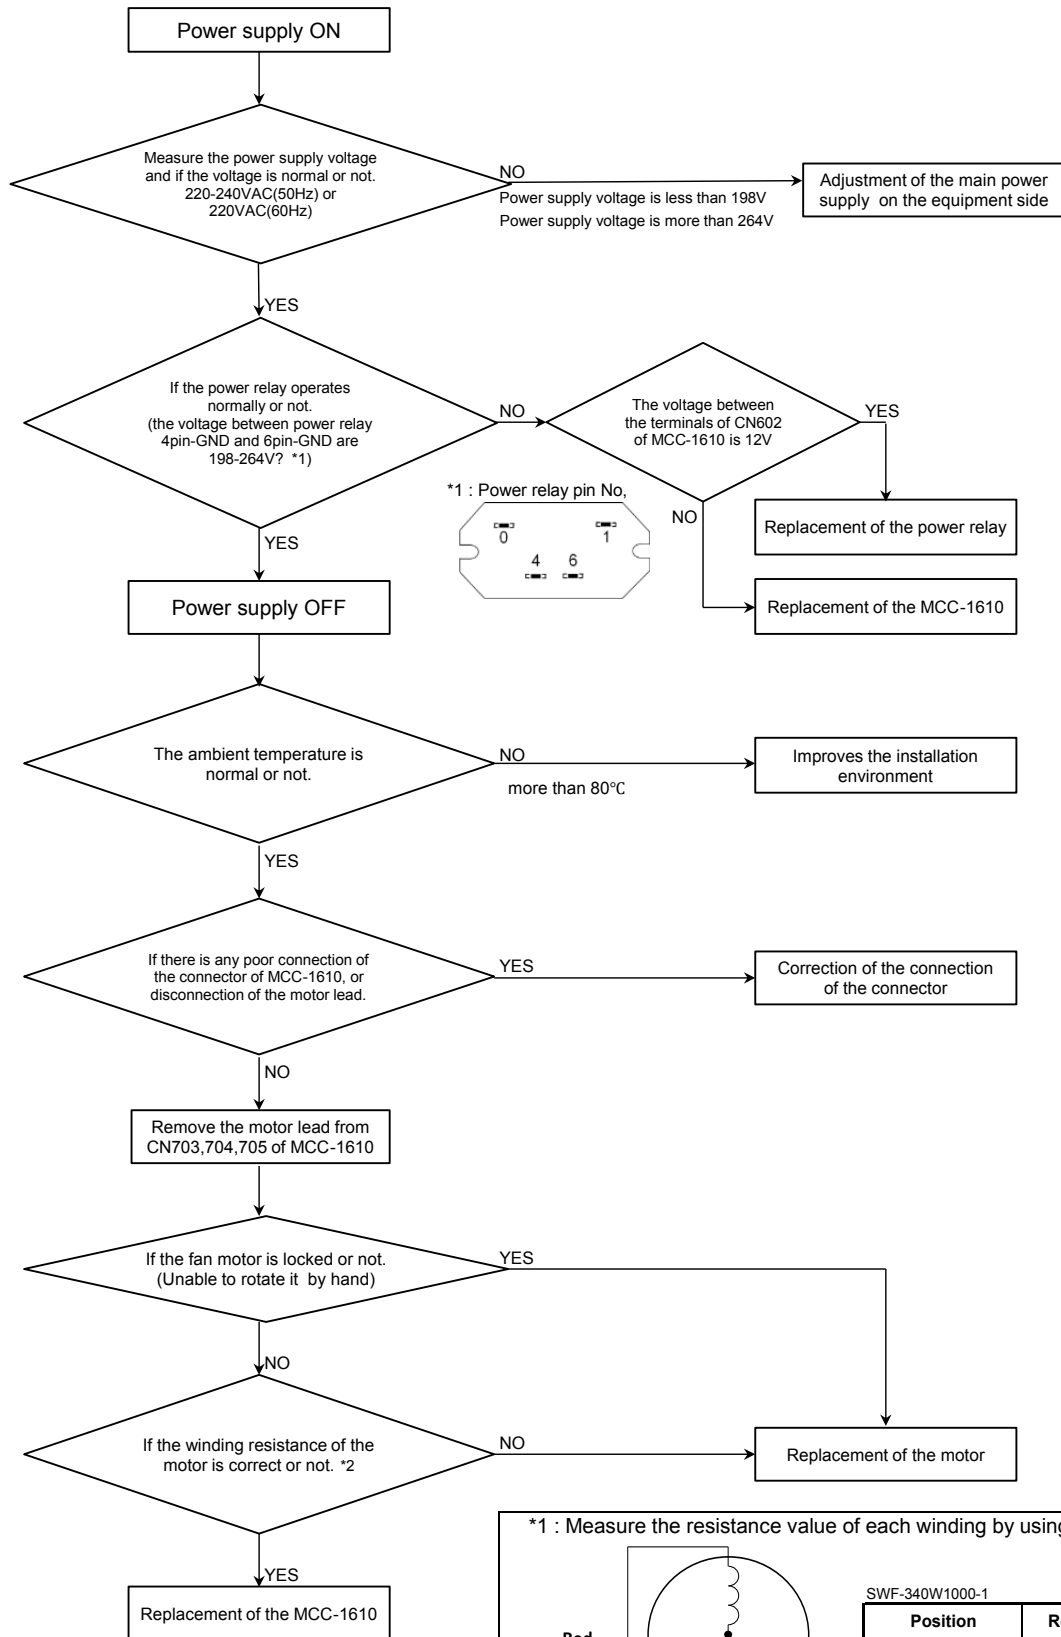 Power supply ON
Measure the power supply voltage
and if the voltage is normal or not.
220-240VAC(50Hz) or
220VAC(60Hz)
NO
Power supply voltage is less than 198V
Power supply voltage is more than 264V
Adjustment of the main power
supply on the equipment side
YES
If the power relay operates
normally or not.
(the voltage between power relay
4pin-GND and 6pin-GND are
198-264V? *1)
NO
The voltage between
the terminals of CN602
of MCC-1610 is 12V
YES
*1 : Power relay pin No,
0
1
4 6
NO
Replacement of the power relay
Replacement of the MCC-1610
YES
Power supply OFF
The ambient temperature is
normal or not.
NO
more than 80℃
Improves the installation
environment
YES
If there is any poor connection of
the connector of MCC-1610, or
disconnection of the motor lead.
YES
Correction of the connection
of the connector
NO
Remove the motor lead from
CN703,704,705 of MCC-1610
If the fan motor is locked or not.
(Unable to rotate it by hand)
YES
NO
If the winding resistance of the
motor is correct or not. *2
NO
Replacement of the motor
YES
Replacement of the MCC-1610
*1 : Measure the resistance value of each winding by using
SWF-340W1000-1
Position
Red